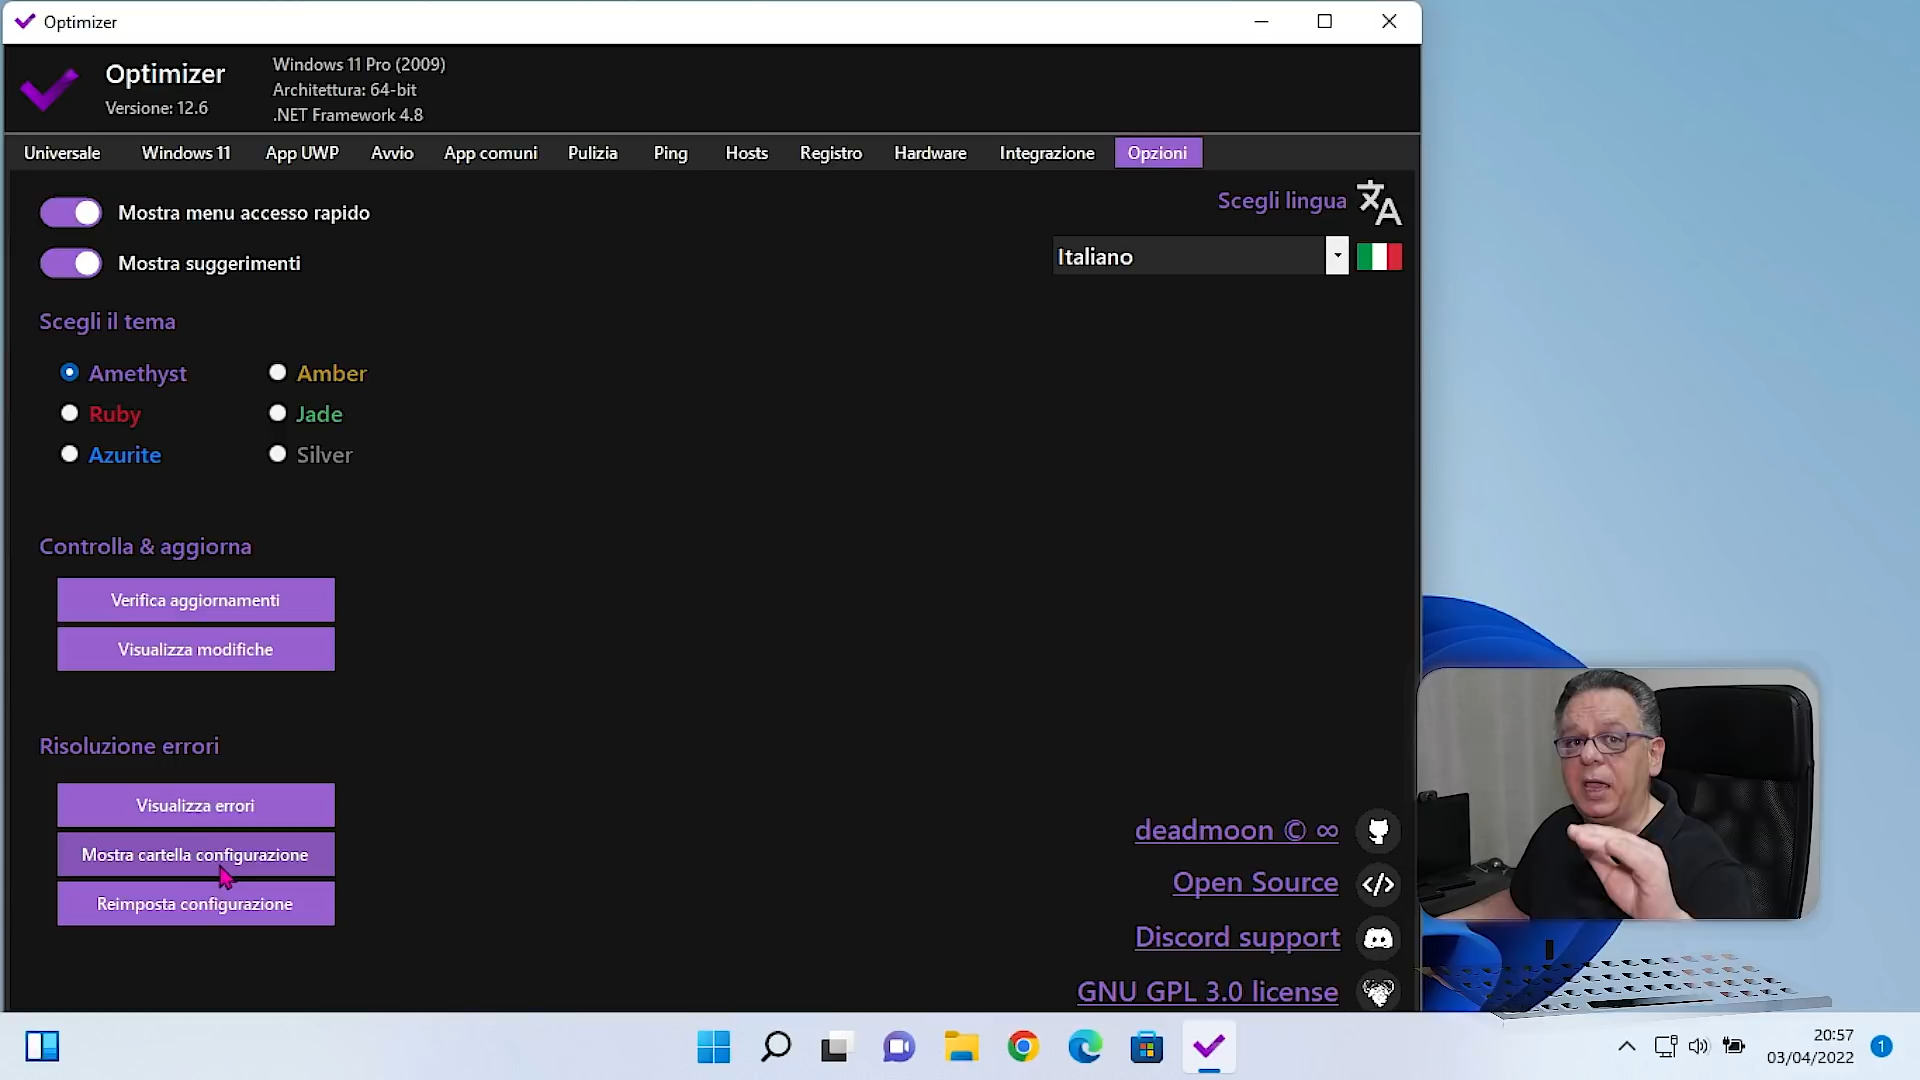 Optimizer
Optimizer
Versione: 12.6
Windows 11 Pro (2009)
Architettura: 64-bit
.NET Framework 4.8
Universale Windows 11 App UWP Avvio App comuni Pulizia Ping Hosts Registro Hardware Integrazione Opzioni
Mostra menu accesso rapido
Mostra suggerimenti
Scegli lingua
Italiano
Scegli il tema
Amethyst Amber
Ruby Jade
Azurite Silver
Controlla & aggiorna
Verifica aggiornamenti
Visualizza modifiche
Risoluzione errori
Visualizza errori
Mostra cartella configurazione
Reimposta configurazione
deadmoon © ∞
Open Source
Discord support
GNU GPL 3.0 license
20:57
03/04/2022
1